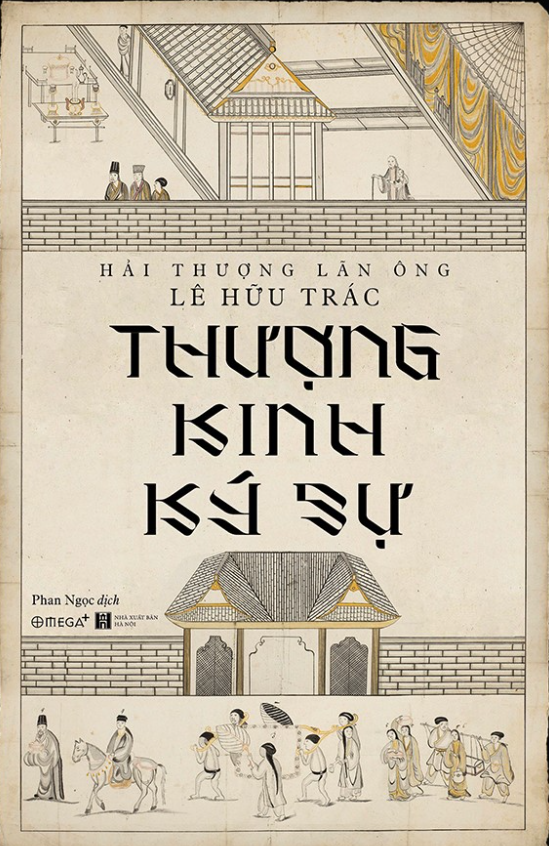 HẢI THƯỢNG LÃN ÔNG
LÊ HỮU TRÁC
THƯỢNG
KINH
KÝ SỰ
Phan Ngọc dịch
OMEGA+
NHÀ XUẤT BẢN
HÀ NỘI